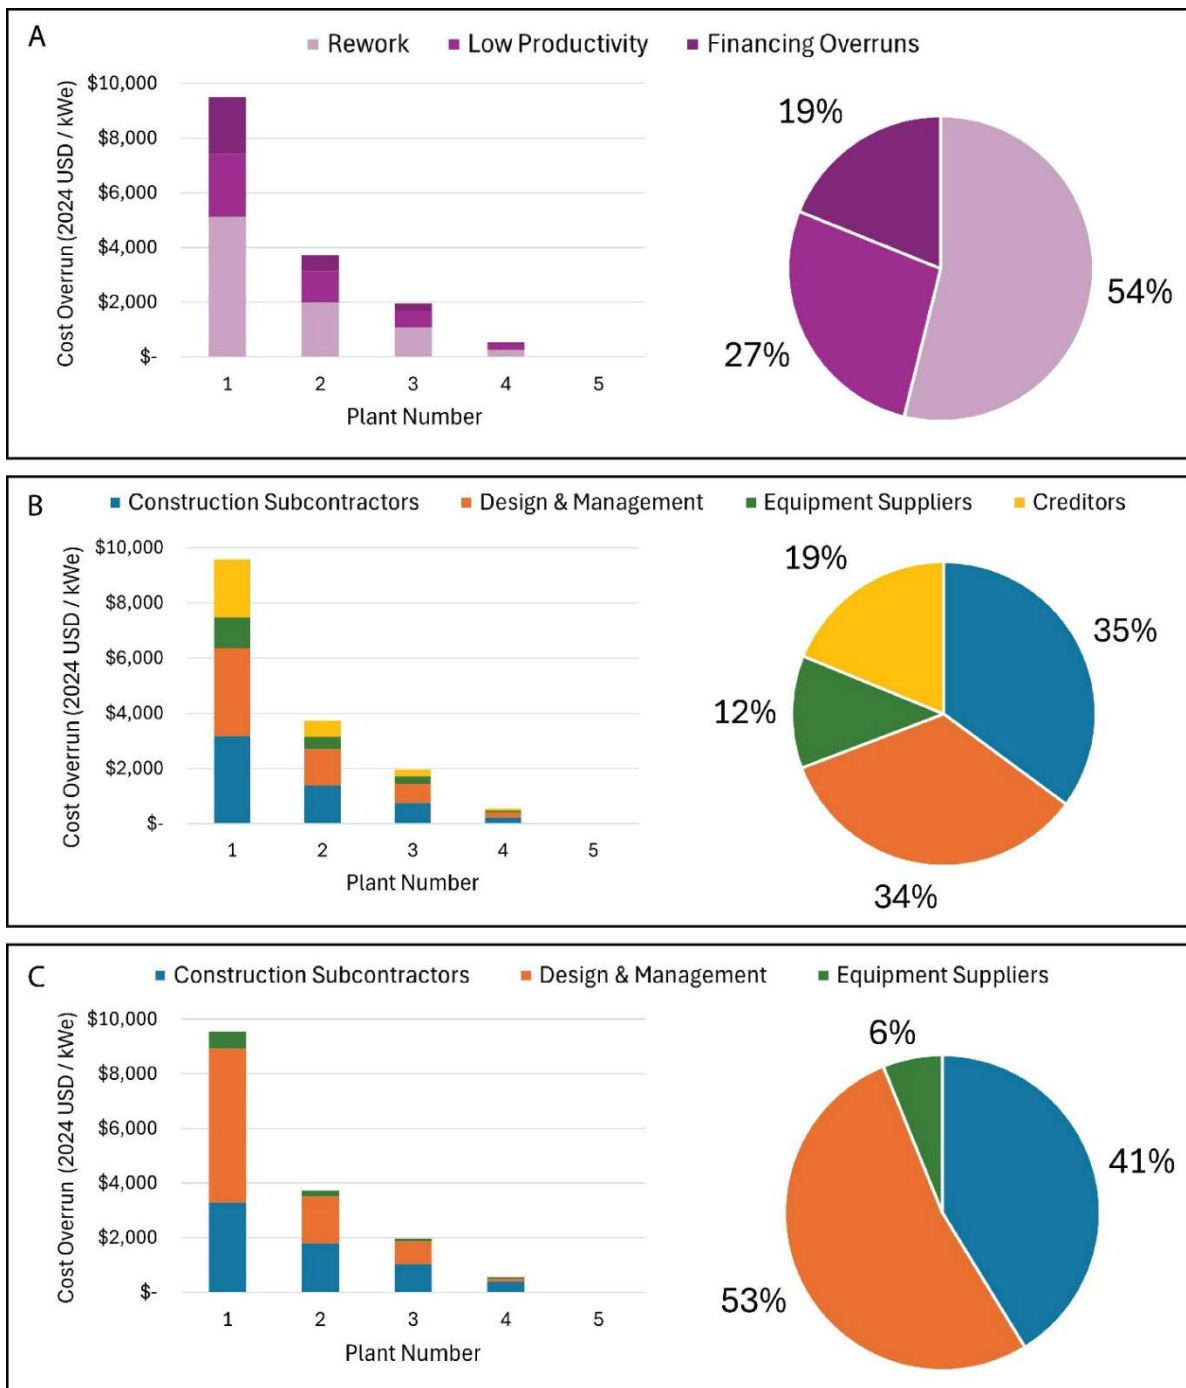 A
Rework Low Productivity Financing Overruns
Cost Overrun (2024 USD / kWe)
$10,000
$8,000
$6,000
$4,000
$2,000
$-
1 2 3 4 5
Plant Number
19%
54%
27%
B
Construction Subcontractors Design & Management Equipment Suppliers Creditors
Cost Overrun (2024 USD / kWe)
$10,000
$8,000
$6,000
$4,000
$2,000
$-
1 2 3 4 5
Plant Number
19%
35%
12%
34%
C
Construction Subcontractors Design & Management Equipment Suppliers
Cost Overrun (2024 USD / kWe)
$10,000
$8,000
$6,000
$4,000
$2,000
$-
1 2 3 4 5
Plant Number
6%
41%
53%